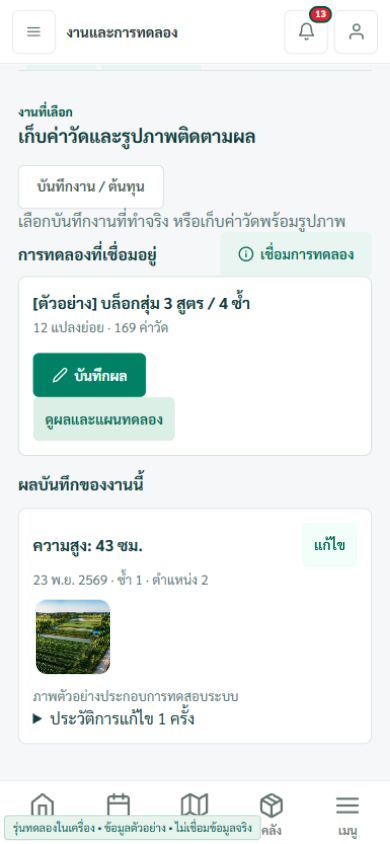 งานและการทดลอง
13
งานที่เลือก
เก็บค่าวัดและรูปภาพติดตามผล
บันทึกงาน / ต้นทุน
เลือกบันทึกงานที่ทำจริง หรือเก็บค่าวัดพร้อมรูปภาพ
การทดลองที่เชื่อมอยู่
เชื่อมการทดลอง
[ตัวอย่าง] บล็อกสุ่ม 3 สูตร / 4 ซ้ำ
12 แปลงย่อย · 169 ค่าวัด
บันทึกผล
ดูผลและแผนทดลอง
ผลบันทึกของงานนี้
ความสูง: 43 ซม.
แก้ไข
23 พ.ย. 2569 · ซ้ำ 1 · ตำแหน่ง 2
ภาพตัวอย่างประกอบการทดสอบระบบ
ประวัติการแก้ไข 1 ครั้ง
รุ่นทดลองในเครื่อง • ข้อมูลตัวอย่าง • ไม่เชื่อมข้อมูลจริง
คลัง
เมนู